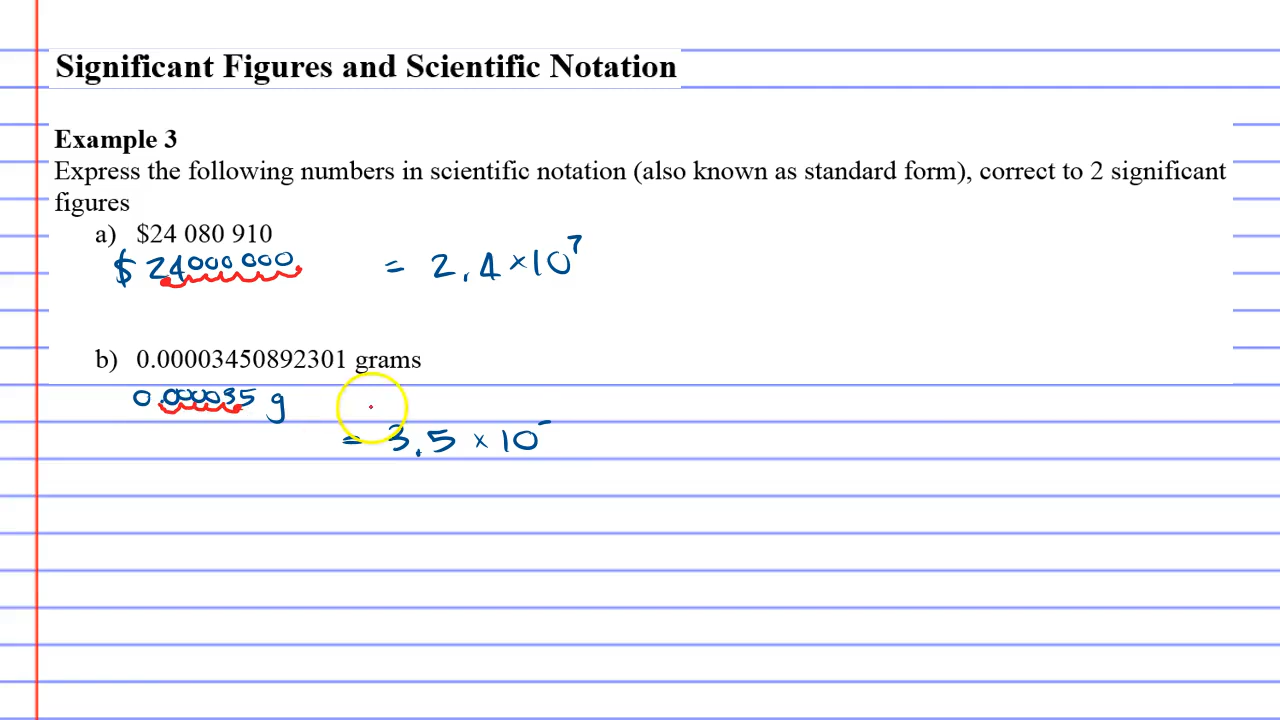 Significant Figures and Scientific Notation
Example 3
Express the following numbers in scientific notation (also known as standard form), correct to 2 significant
figures
a) $24 080 910
$ 24000 000 = 2.4 × 10⁷
b) 0.00003450892301 grams
0.000035 g
= 3.5 × 10⁻